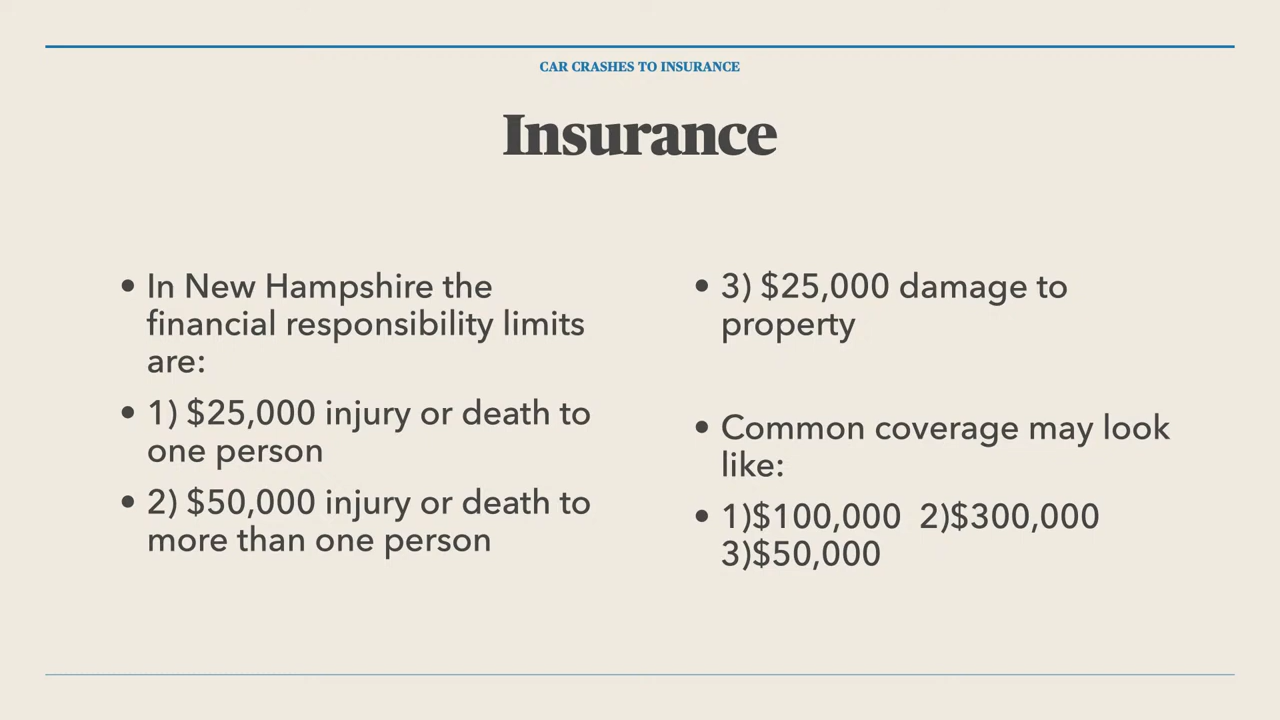 CAR CRASHES TO INSURANCE
Insurance
• In New Hampshire the
financial responsibility limits
are:
• 1) $25,000 injury or death to
one person
• 2) $50,000 injury or death to
more than one person
• 3) $25,000 damage to
property
• Common coverage may look
like:
• 1)$100,000  2)$300,000
3)$50,000